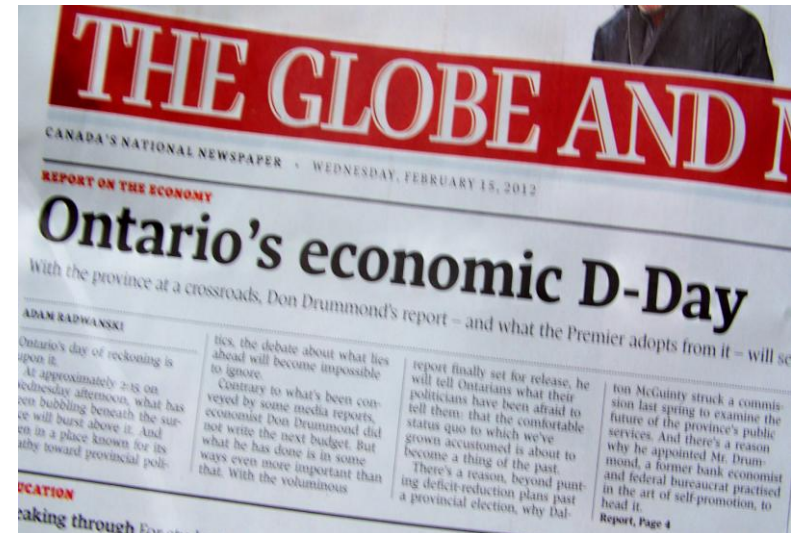 THE GLOBE AND
CANADA'S NATIONAL NEWSPAPER • WEDNESDAY, FEBRUARY 15, 2012
REPORT ON THE ECONOMY
Ontario's economic D-Day
With the province at a crossroads, Don Drummond's report – and what the Premier adopts from it – will
ADAM RADWANSKI
Ontario's day of reckoning is
upon it.
At approximately 2:15 on
Wednesday afternoon, what has
been bubbling beneath the sur-
face will burst above it. And
in a place known for its
toward provincial poli-
tics, the debate about what lies
ahead will become impossible
to ignore.
Contrary to what's been con-
veyed by some media reports,
economist Don Drummond did
not write the next budget. But
what he has done is in some
ways even more important than
that. With the voluminous
report finally set for release, he
will tell Ontarians what their
politicians have been afraid to
tell them: that the comfortable
status quo to which we've
grown accustomed is about to
become a thing of the past.
There's a reason, beyond punt-
ing deficit-reduction plans past
a provincial election, why Dal-
ton McGuinty struck a commis-
sion last spring to examine the
future of the province's public
services. And there's a reason
why he appointed Mr. Drum-
mond, a former bank economist
and federal bureaucrat practised
in the art of self-promotion, to
head it.
Report, Page 4
through For